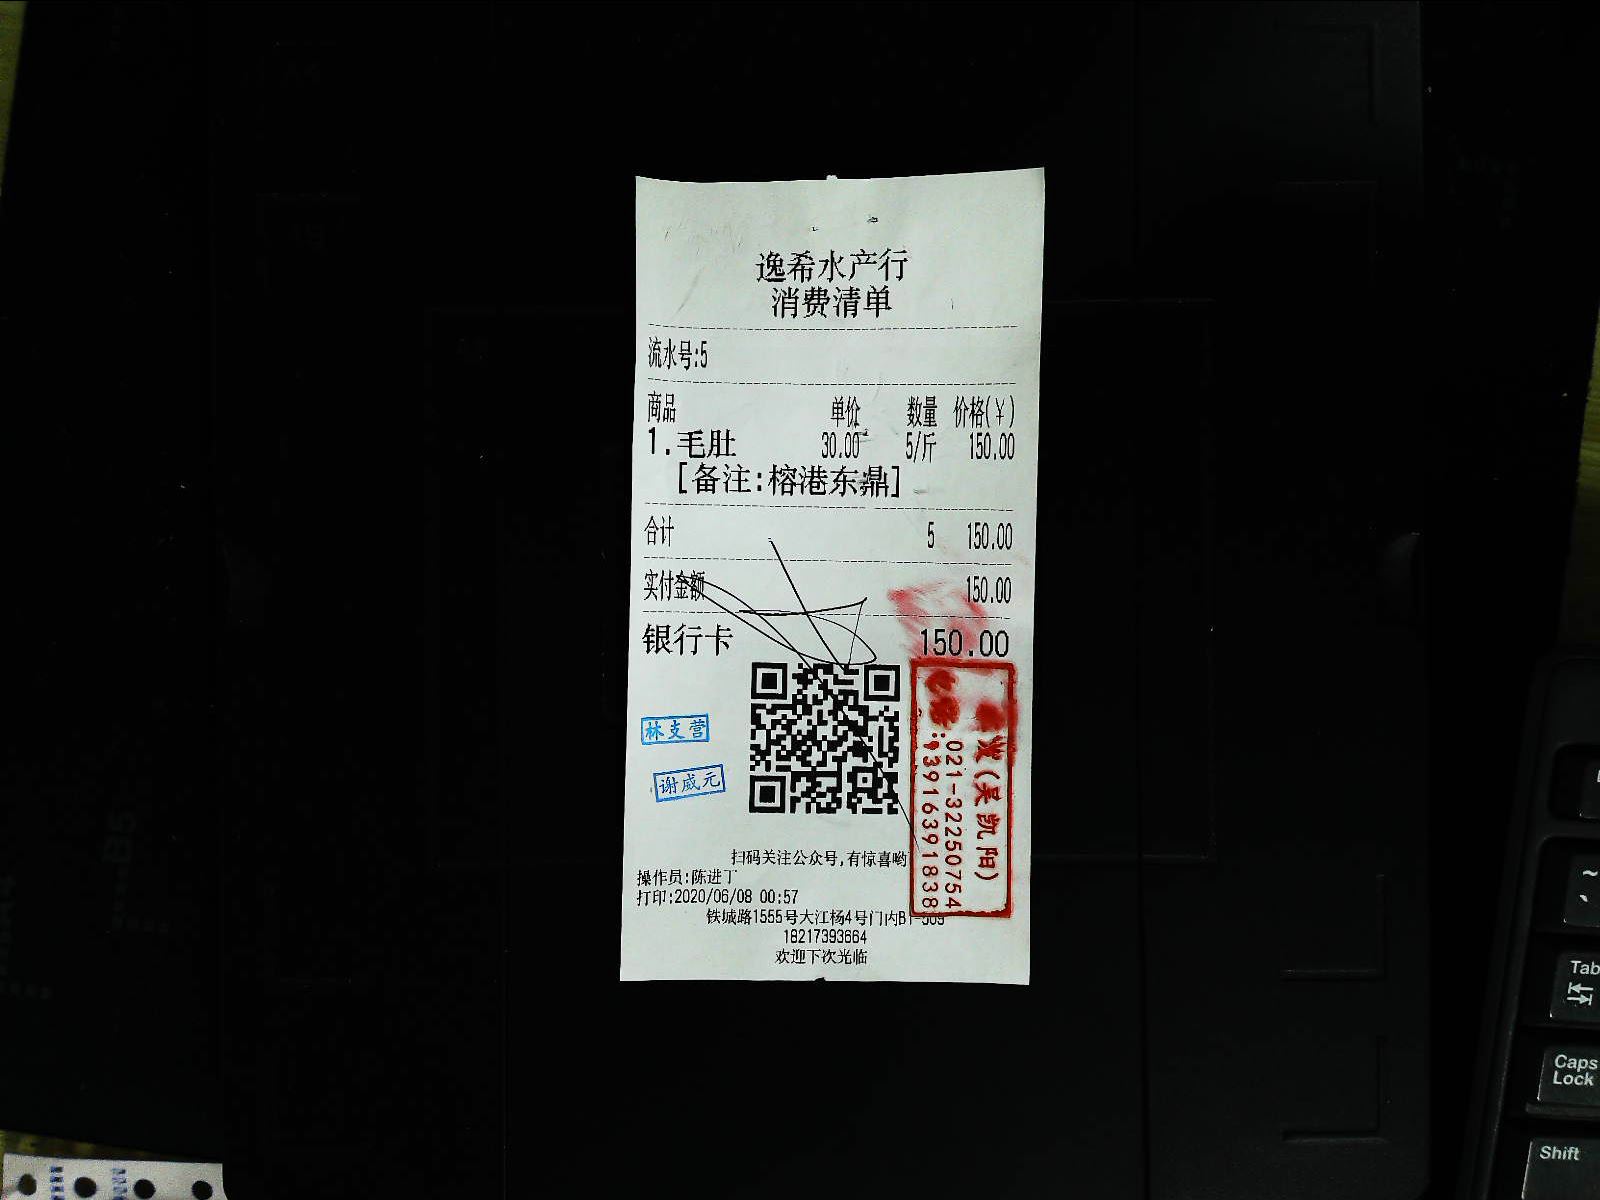 逸希水产行
消费清单
流水号:5
商品 单价 数量 价格(¥)
1.毛肚 30.00 5/斤 150.00
[备注:榕港东鼎]
合计 5 150.00
实付金额 150.00
银行卡 150.00
林支营
谢威元
(吴凯阳)
021-32250754
13916391838
扫码关注公众号,有惊喜哟
操作员:陈进丁
打印:2020/06/08 00:57
铁城路1555号大江杨4号门内B1-309
18217393664
欢迎下次光临
Tab
Caps
Lock
Shift
B5